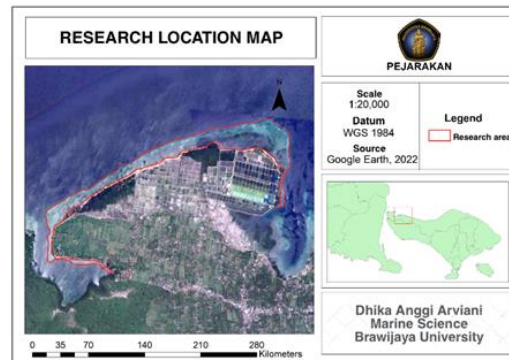 RESEARCH LOCATION MAP
N
0 35 70 140 210 280
Kilometers
PEJARAKAN
Scale
1:20,000
Datum
WGS 1984
Source
Google Earth, 2022
Legend
Research area
Dhika Anggi Arviani
Marine Science
Brawijaya University